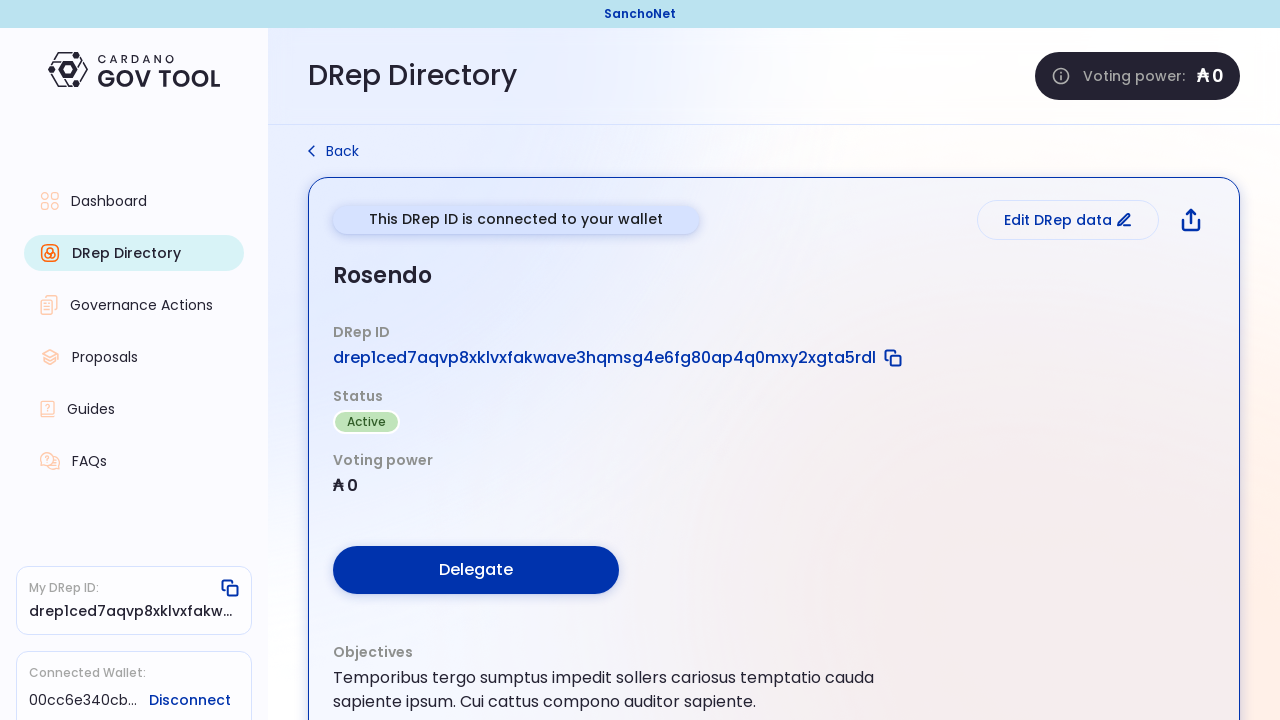 SanchoNet
CARDANO
GOV TOOL
DRep Directory
Voting power: ₳ 0
Back
Dashboard
DRep Directory
Governance Actions
Proposals
Guides
FAQs
My DRep ID:
drep1ced7aqvp8xklvxfakw...
Connected Wallet:
00cc6e340cb... Disconnect
This DRep ID is connected to your wallet
Edit DRep data
Rosendo
DRep ID
drep1ced7aqvp8xklvxfakwave3hqmsg4e6fg80ap4q0mxy2xgta5rdl
Status
Active
Voting power
₳ 0
Delegate
Objectives
Temporibus tergo sumptus impedit sollers cariosus temptatio cauda
sapiente ipsum. Cui cattus compono auditor sapiente.